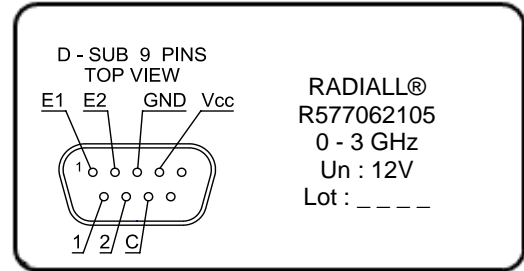 D - SUB 9 PINS
TOP VIEW
E1 E2 GND Vcc
1
1 2 C
RADIALL®
R577062105
0 - 3 GHz
Un : 12V
Lot : _ _ _ _